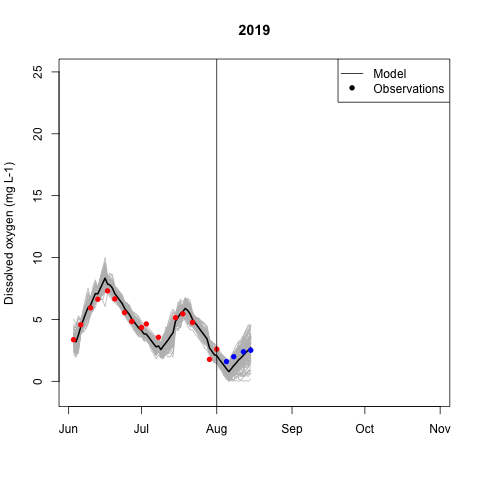 2019
Dissolved oxygen (mg L-1)
25
20
15
10
5
0
Model
Observations
Jun Jul Aug Sep Oct Nov